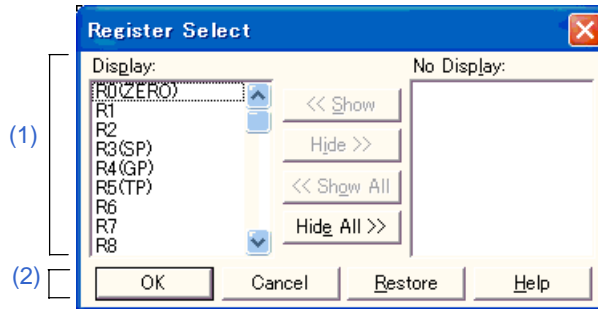 Register Select
Display:
No Display:
(1)
R0(ZERO)
R1
R2
R3(SP)
R4(GP)
R5(TP)
R6
R7
R8
<< Show
Hide >>
<< Show All
Hide All >>
(2)
OK Cancel Restore Help